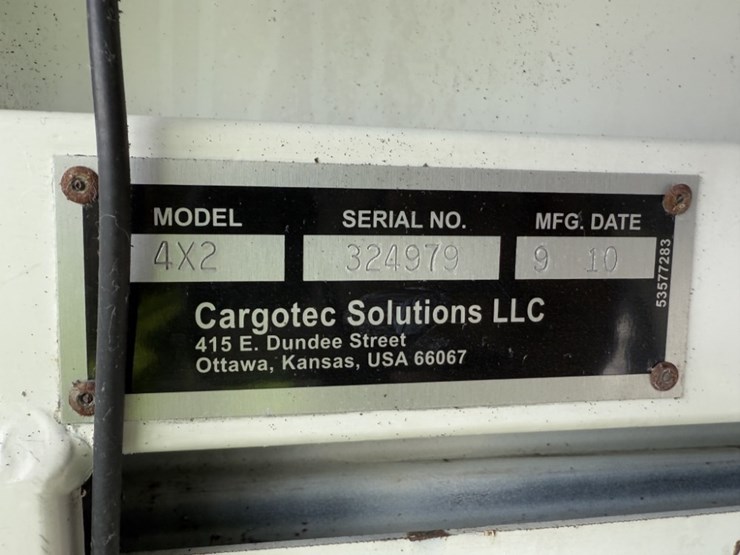 MODEL SERIAL NO. MFG. DATE
4X2 324979 9 10
Cargotec Solutions LLC
415 E. Dundee Street
Ottawa, Kansas, USA 66067
53577283